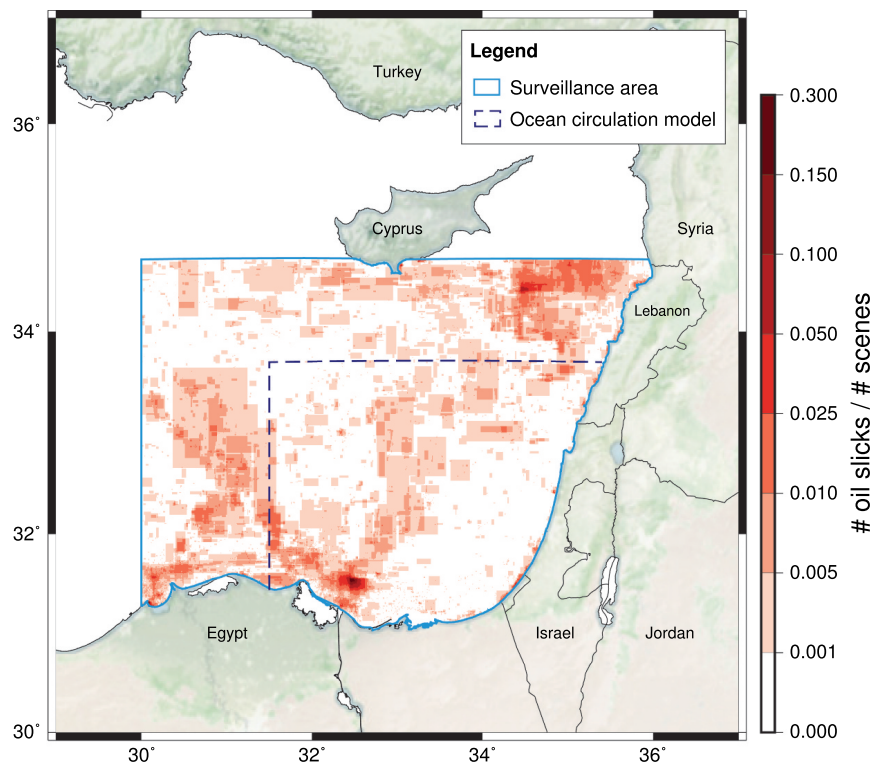 Legend
Surveillance area
Ocean circulation model
Turkey
Cyprus
Syria
Lebanon
Egypt
Israel
Jordan
36˚
34˚
32˚
30˚
30˚
32˚
34˚
36˚
0.300
0.150
0.100
0.050
0.025
0.010
0.005
0.001
0.000
# oil slicks / # scenes